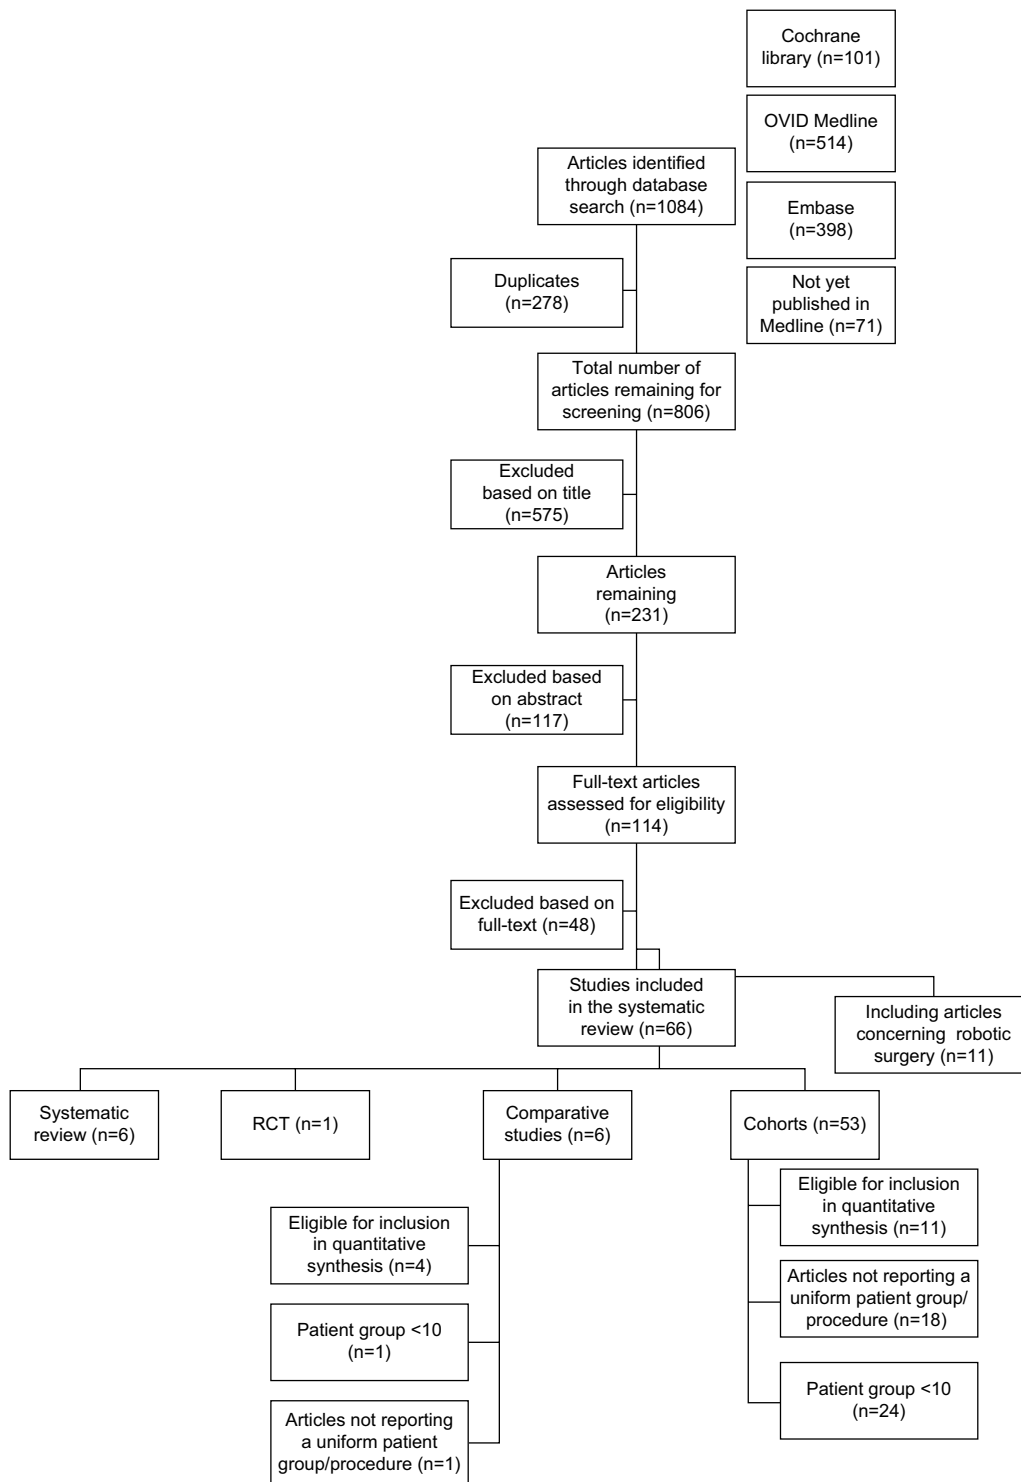 Cochrane
library (n=101)
OVID Medline
(n=514)
Articles identified
through database
search (n=1084)
Embase
(n=398)
Duplicates
(n=278)
Not yet
published in
Medline (n=71)
Total number of
articles remaining for
screening (n=806)
Excluded
based on title
(n=575)
Articles
remaining
(n=231)
Excluded based
on abstract
(n=117)
Full-text articles
assessed for eligibility
(n=114)
Excluded based on
full-text (n=48)
Studies included
in the systematic
review (n=66)
Including articles
concerning robotic
surgery (n=11)
Systematic
review (n=6)
RCT (n=1)
Comparative
studies (n=6)
Cohorts (n=53)
Eligible for inclusion
in quantitative
synthesis (n=4)
Patient group <10
(n=1)
Articles not reporting
a uniform patient
group/procedure (n=1)
Eligible for inclusion
in quantitative
synthesis (n=11)
Articles not reporting a
uniform patient group/
procedure (n=18)
Patient group <10
(n=24)